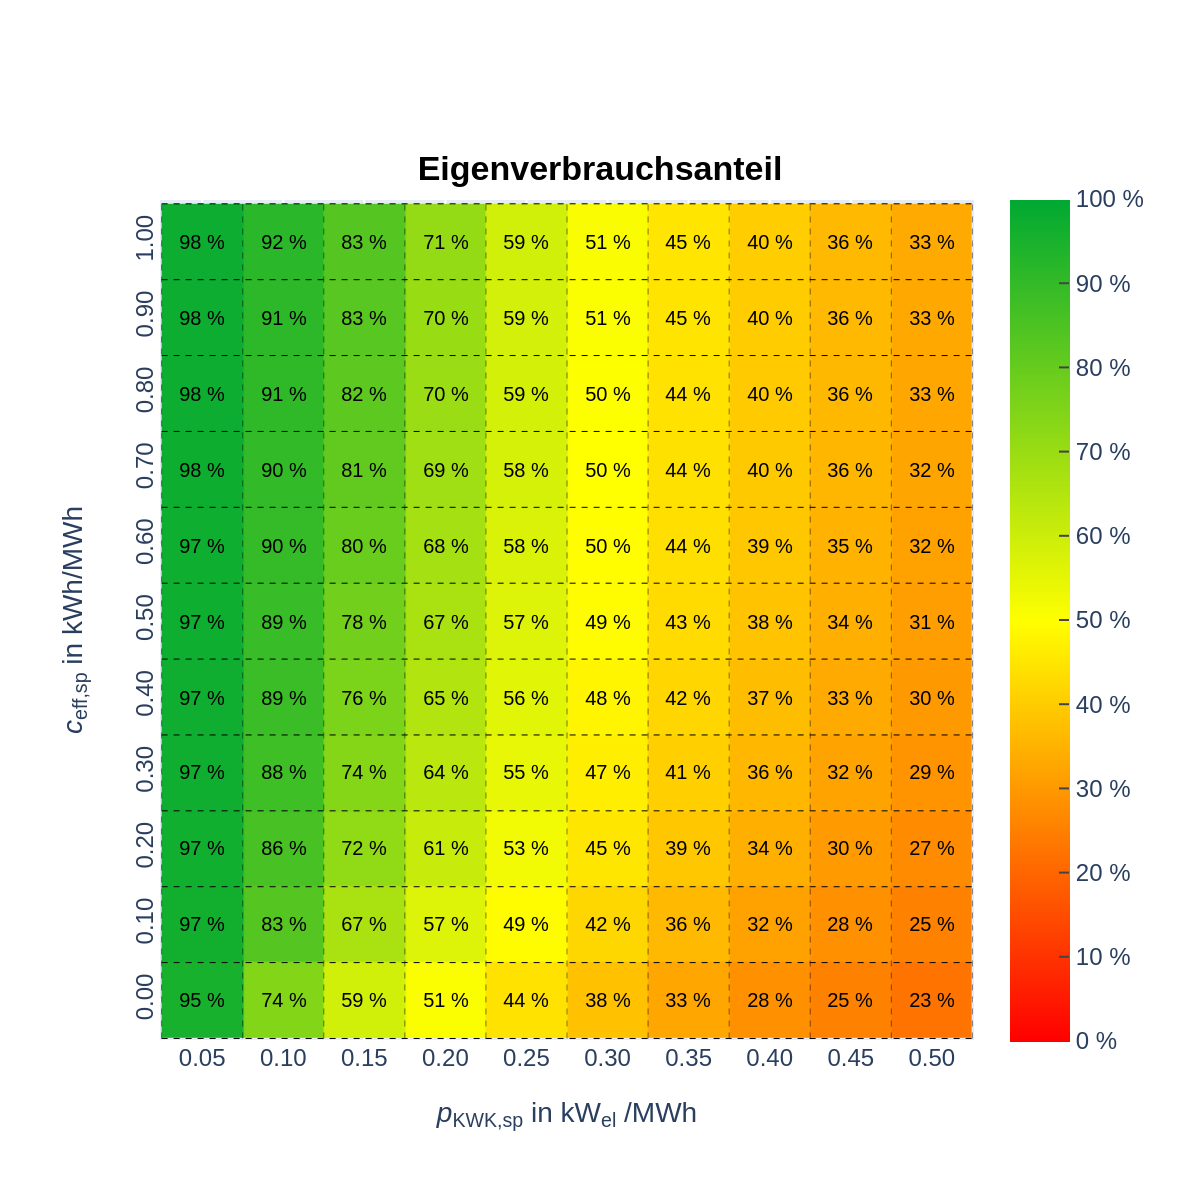 Eigenverbrauchsanteil
1.00 98 % 92 % 83 % 71 % 59 % 51 % 45 % 40 % 36 % 33 %
0.90 98 % 91 % 83 % 70 % 59 % 51 % 45 % 40 % 36 % 33 %
0.80 98 % 91 % 82 % 70 % 59 % 50 % 44 % 40 % 36 % 33 %
0.70 98 % 90 % 81 % 69 % 58 % 50 % 44 % 40 % 36 % 32 %
0.60 97 % 90 % 80 % 68 % 58 % 50 % 44 % 39 % 35 % 32 %
0.50 97 % 89 % 78 % 67 % 57 % 49 % 43 % 38 % 34 % 31 %
0.40 97 % 89 % 76 % 65 % 56 % 48 % 42 % 37 % 33 % 30 %
0.30 97 % 88 % 74 % 64 % 55 % 47 % 41 % 36 % 32 % 29 %
0.20 97 % 86 % 72 % 61 % 53 % 45 % 39 % 34 % 30 % 27 %
0.10 97 % 83 % 67 % 57 % 49 % 42 % 36 % 32 % 28 % 25 %
0.00 95 % 74 % 59 % 51 % 44 % 38 % 33 % 28 % 25 % 23 %
0.05 0.10 0.15 0.20 0.25 0.30 0.35 0.40 0.45 0.50
pKWK,sp in kWel /MWh
ceff,sp in kWh/MWh
100 %
90 %
80 %
70 %
60 %
50 %
40 %
30 %
20 %
10 %
0 %